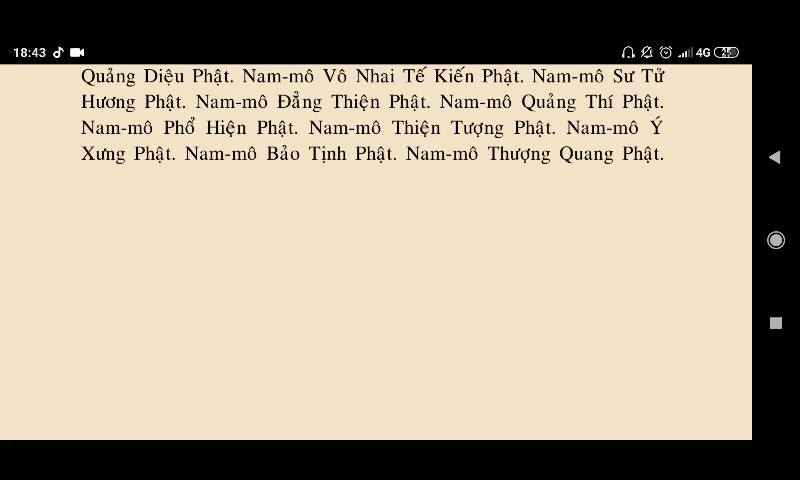 18:43
4G 25
Quảng Diệu Phật. Nam-mô Vô Nhai Tế Kiến Phật. Nam-mô Sư Tử
Hương Phật. Nam-mô Đẳng Thiện Phật. Nam-mô Quảng Thí Phật.
Nam-mô Phổ Hiện Phật. Nam-mô Thiện Tượng Phật. Nam-mô Ý
Xưng Phật. Nam-mô Bảo Tịnh Phật. Nam-mô Thượng Quang Phật.